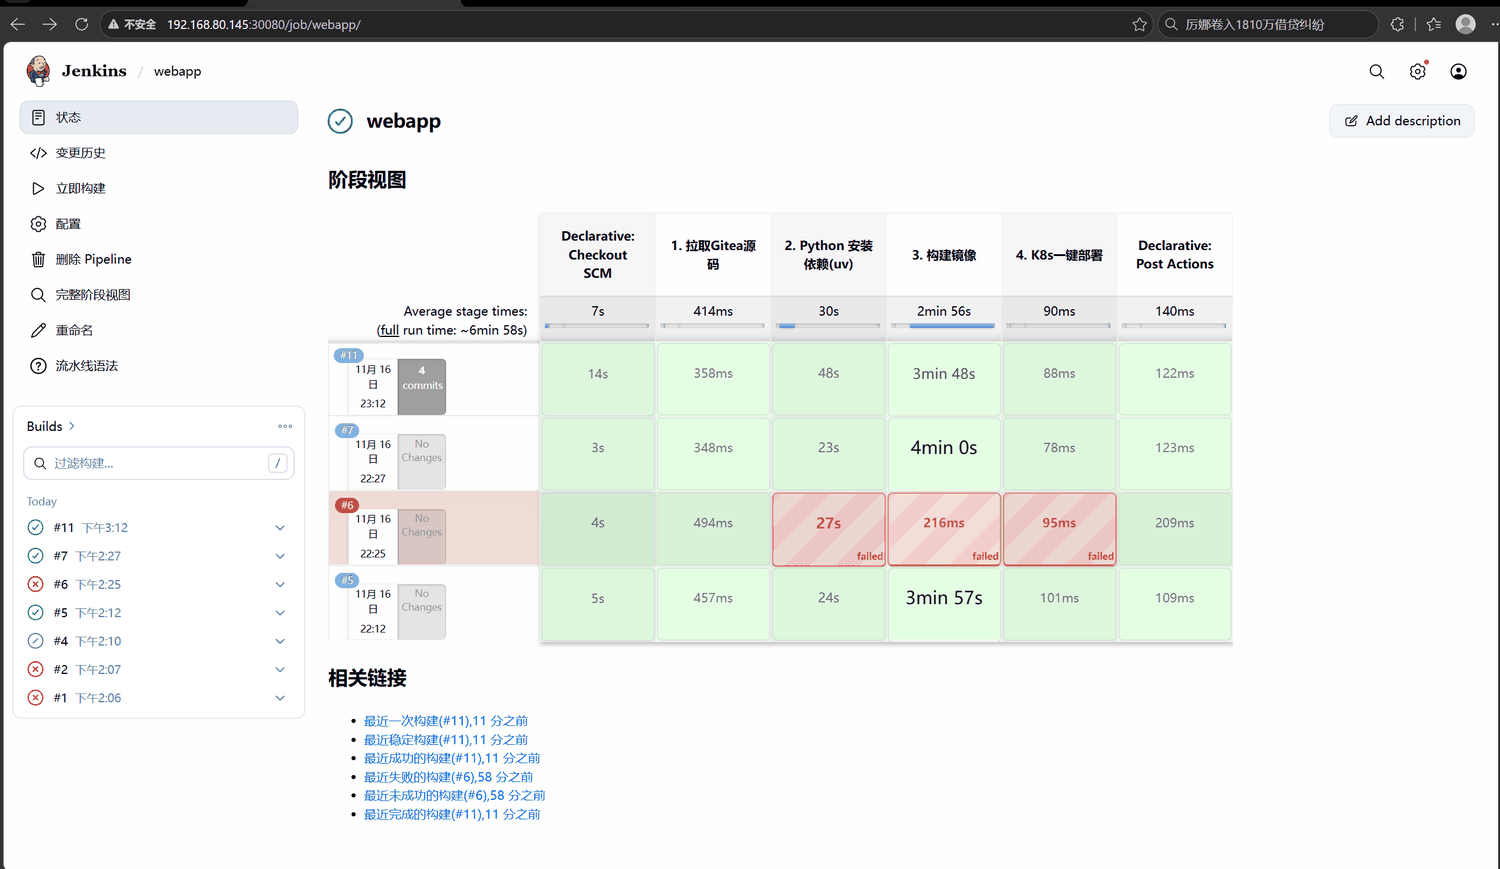 不安全 192.168.80.145:30080/job/webapp/
厉娜卷入1810万借贷纠纷
Jenkins / webapp
状态
变更历史
立即构建
配置
删除 Pipeline
完整阶段视图
重命名
流水线语法
Builds
过滤构建...
/
Today
#11 下午3:12
#7 下午2:27
#6 下午2:25
#5 下午2:12
#4 下午2:10
#2 下午2:07
#1 下午2:06
webapp
Add description
阶段视图
Declarative:
Checkout
SCM
1. 拉取Gitea源
码
2. Python 安装
依赖(uv)
3. 构建镜像
4. K8s一键部署
Declarative:
Post Actions
Average stage times:
(full run time: ~6min 58s)
7s
414ms
30s
2min 56s
90ms
140ms
#11
11月 16
日
23:12
4
commits
14s
358ms
48s
3min 48s
88ms
122ms
#7
11月 16
日
22:27
No
Changes
3s
348ms
23s
4min 0s
78ms
123ms
#6
11月 16
日
22:25
No
Changes
4s
494ms
27s
failed
216ms
failed
95ms
failed
209ms
#5
11月 16
日
22:12
No
Changes
5s
457ms
24s
3min 57s
101ms
109ms
相关链接
最近一次构建(#11),11 分之前
最近稳定构建(#11),11 分之前
最近成功的构建(#11),11 分之前
最近失败的构建(#6),58 分之前
最近未成功的构建(#6),58 分之前
最近完成的构建(#11),11 分之前